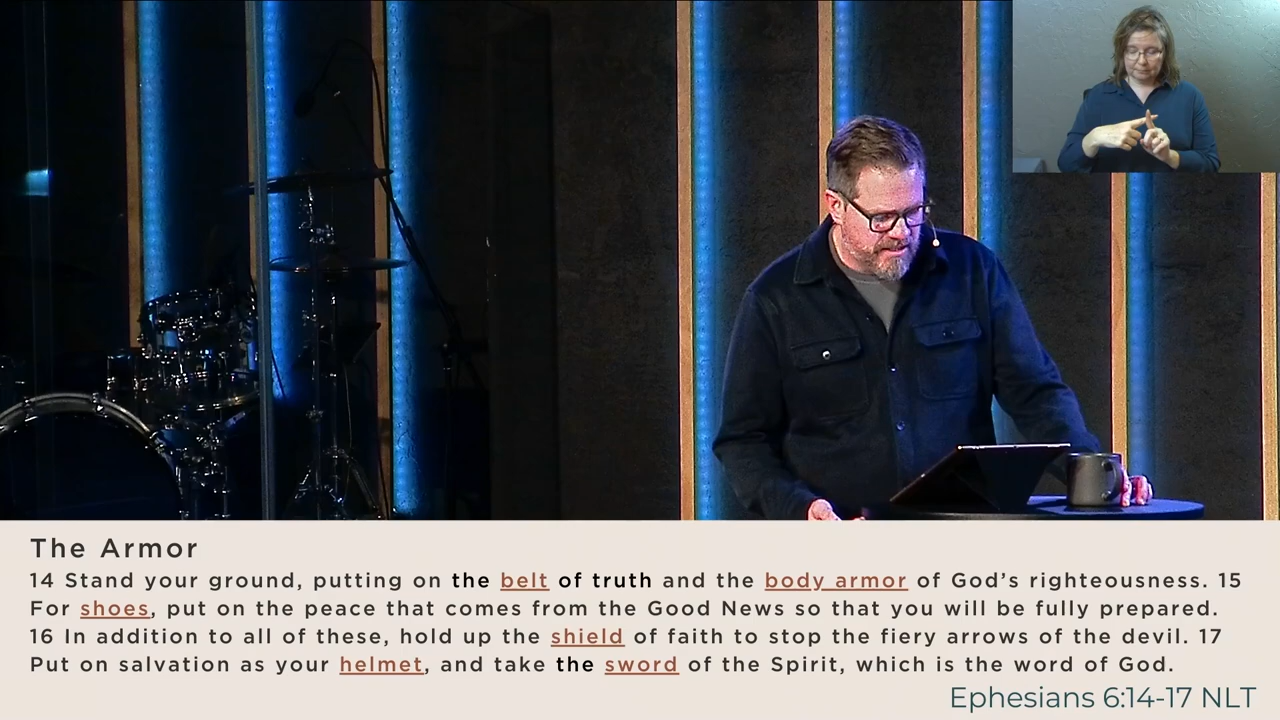 The Armor
14 Stand your ground, putting on the belt of truth and the body armor of God’s righteousness. 15
For shoes, put on the peace that comes from the Good News so that you will be fully prepared.
16 In addition to all of these, hold up the shield of faith to stop the fiery arrows of the devil. 17
Put on salvation as your helmet, and take the sword of the Spirit, which is the word of God.
Ephesians 6:14-17 NLT